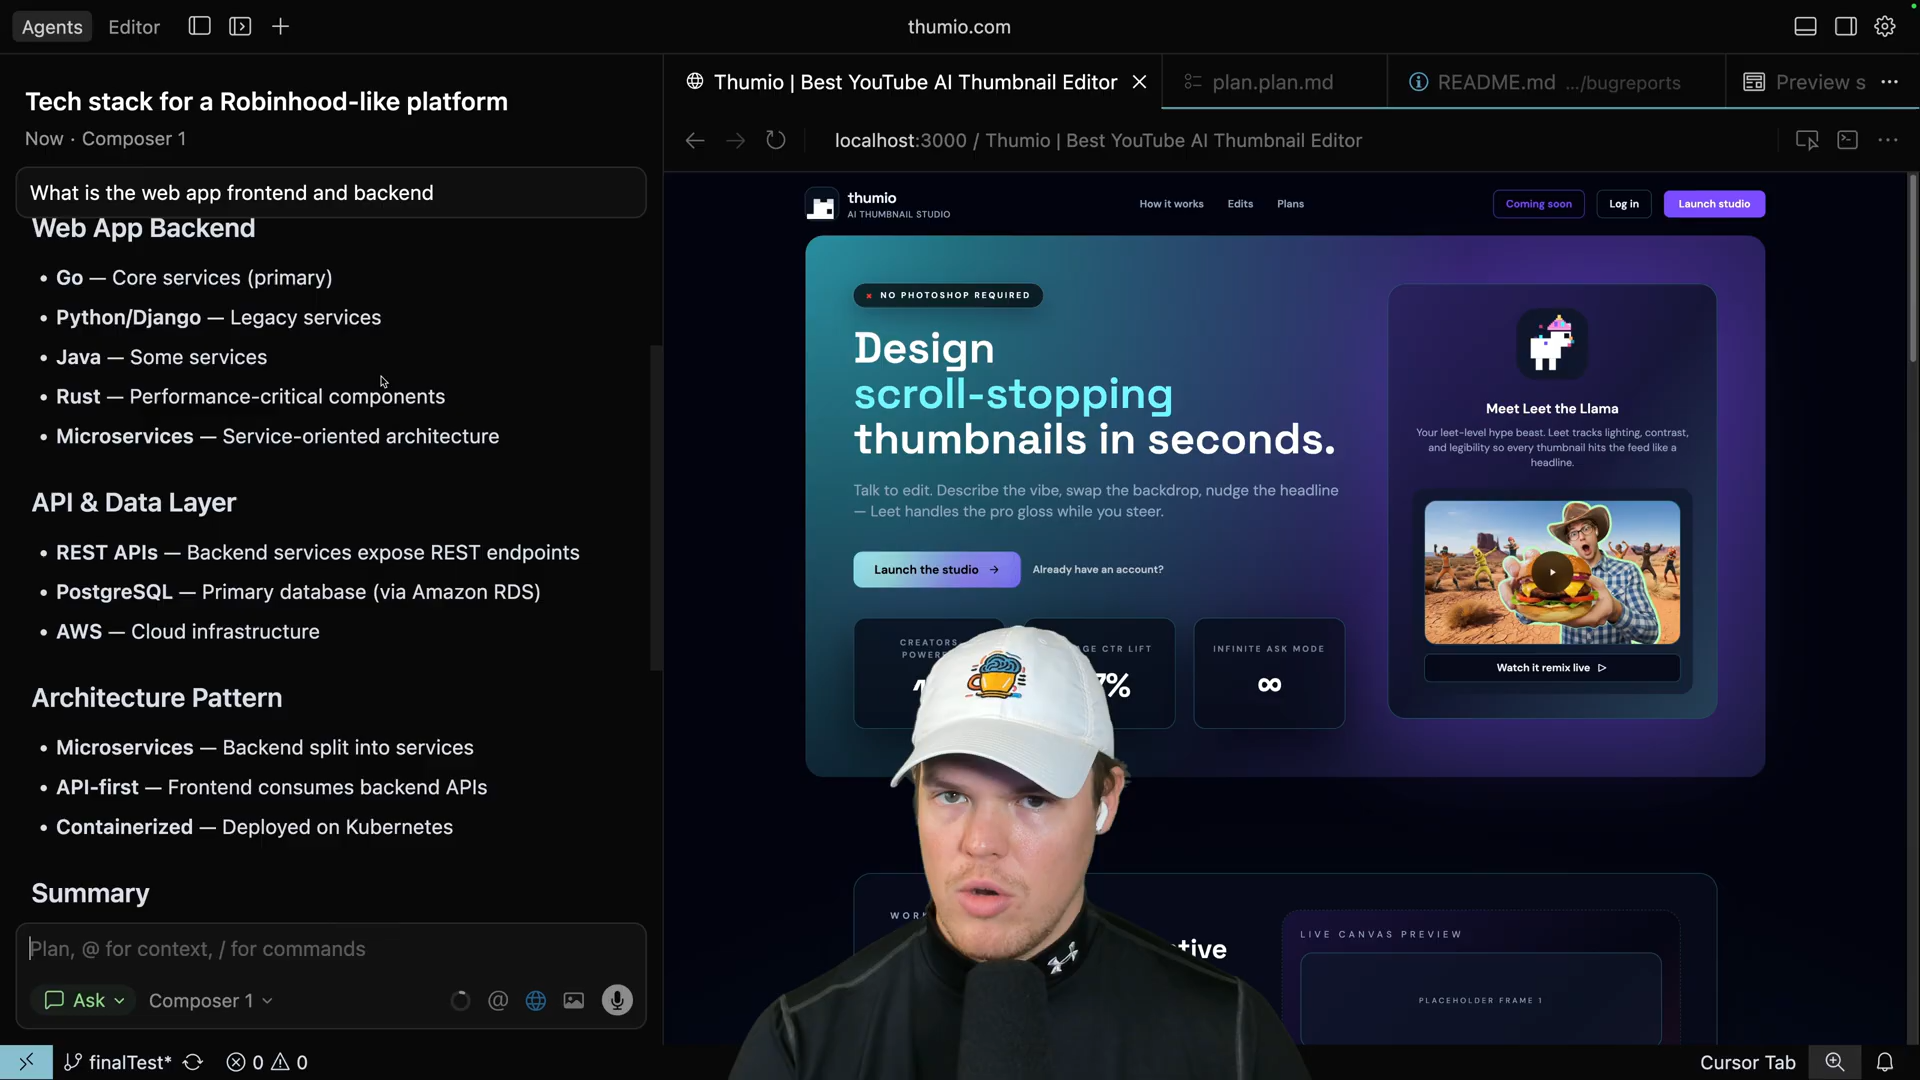 Agents
Editor
thumio.com
Tech stack for a Robinhood-like platform
Now · Composer 1
What is the web app frontend and backend
Web App Backend
• Go — Core services (primary)
• Python/Django — Legacy services
• Java — Some services
• Rust — Performance-critical components
• Microservices — Service-oriented architecture
API & Data Layer
• REST APIs — Backend services expose REST endpoints
• PostgreSQL — Primary database (via Amazon RDS)
• AWS — Cloud infrastructure
Architecture Pattern
• Microservices — Backend split into services
• API-first — Frontend consumes backend APIs
• Containerized — Deployed on Kubernetes
Summary
Plan, @ for context, / for commands
Ask
Composer 1
Thumio | Best YouTube AI Thumbnail Editor
plan.plan.md
README.md .../bugreports
Preview s
localhost:3000 / Thumio | Best YouTube AI Thumbnail Editor
thumio
AI THUMBNAIL STUDIO
How it works
Edits
Plans
Coming soon
Log in
Launch studio
NO PHOTOSHOP REQUIRED
Design
scroll-stopping
thumbnails in seconds.
Talk to edit. Describe the vibe, swap the backdrop, nudge the headline
— Leet handles the pro gloss while you steer.
Launch the studio →
Already have an account?
CREATORS
CTR LIFT
%
INFINITE ASK MODE
∞
Meet Leet the Llama
Your leet-level hype beast. Leet tracks lighting, contrast,
and legibility so every thumbnail hits the feed like a
headline.
Watch it remix live ▷
LIVE CANVAS PREVIEW
PLACEHOLDER FRAME 1
finalTest*
0
0
Cursor Tab